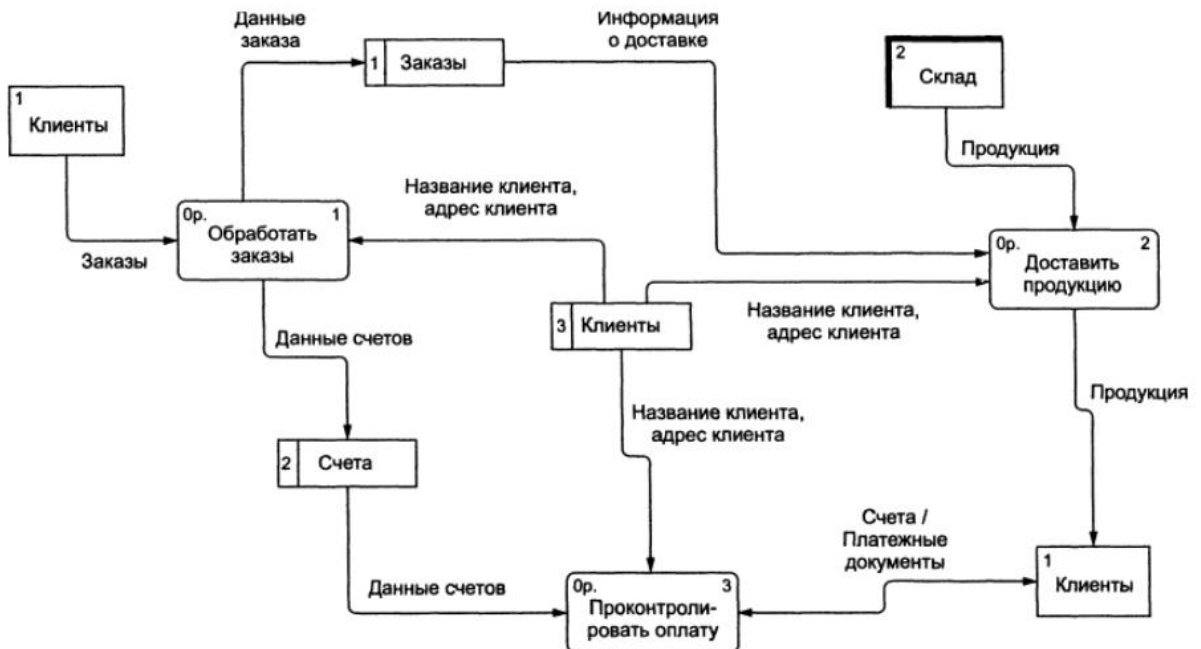 Данные
заказа
1 Заказы
Информация
о доставке
2
Склад
1
Клиенты
Продукция
Название клиента,
адрес клиента
0р. 1
Обработать
заказы
Заказы
0р. 2
Доставить
продукцию
3 Клиенты
Название клиента,
адрес клиента
Данные счетов
Продукция
Название клиента,
адрес клиента
2 Счета
Счета /
Платежные
документы
1
Клиенты
Данные счетов
0р. 3
Проконтроли-
ровать оплату